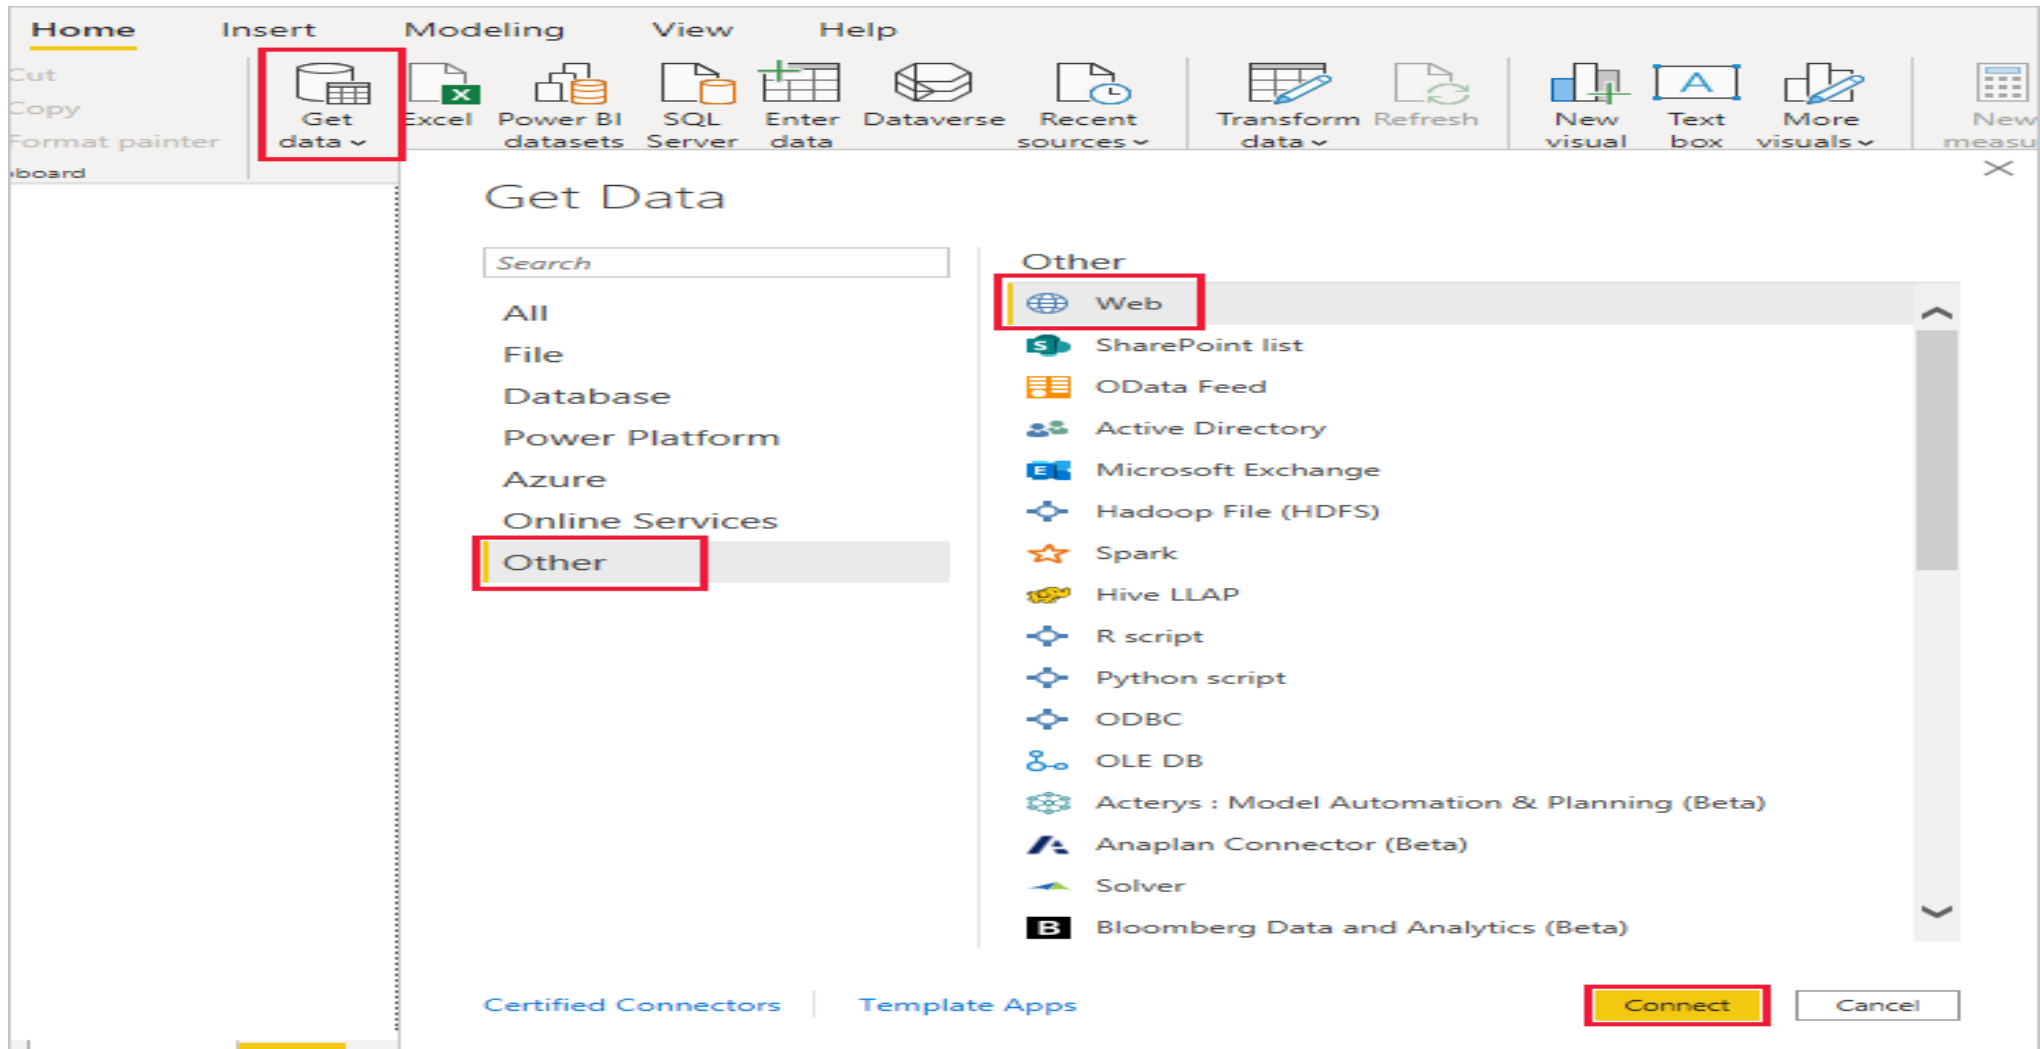 Home Insert Modeling View Help
Cut
Copy
Format painter
board
Get
data
Excel
Power BI
datasets
SQL
Server
Enter
data
Dataverse
Recent
sources
Transform
data
Refresh
New
visual
Text
box
More
visuals
New
measu
Get Data
Search
All
File
Database
Power Platform
Azure
Online Services
Other
Other
Web
SharePoint list
OData Feed
Active Directory
Microsoft Exchange
Hadoop File (HDFS)
Spark
Hive LLAP
R script
Python script
ODBC
OLE DB
Acterys : Model Automation & Planning (Beta)
Anaplan Connector (Beta)
Solver
Bloomberg Data and Analytics (Beta)
Certified Connectors
Template Apps
Connect
Cancel